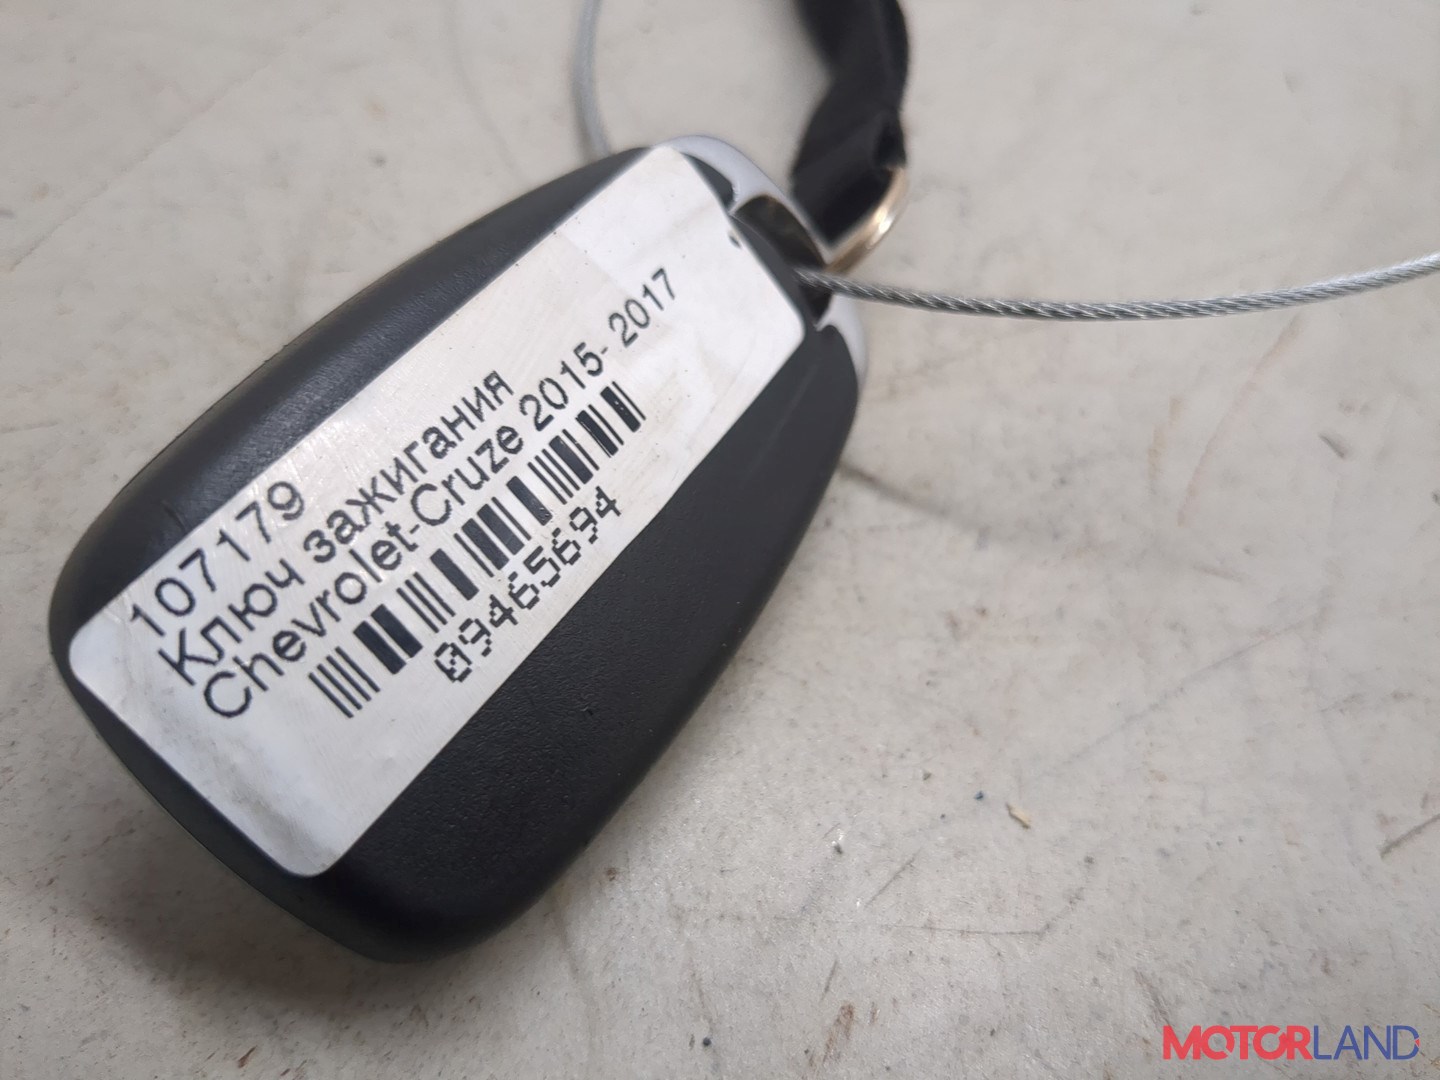 107179
Ключ зажигания
Chevrolet-Cruze 2015- 2017
09465694
MOTORLAND